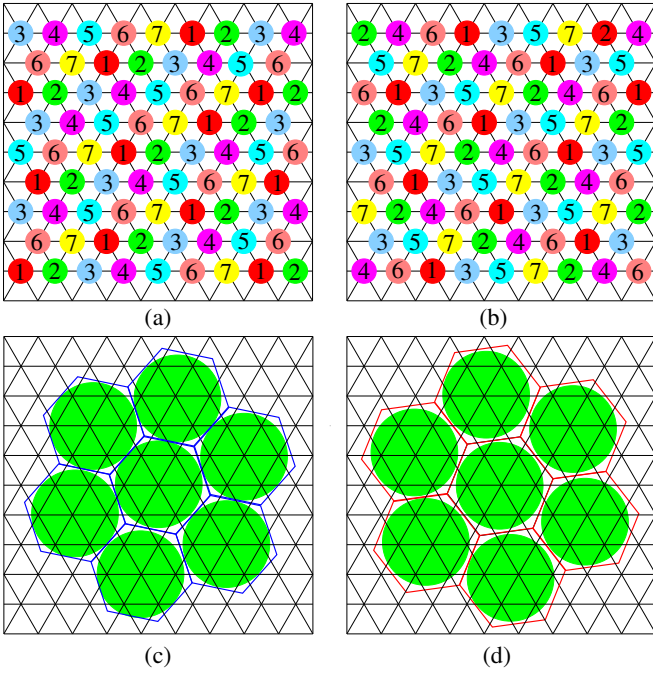 3 4 5 6 7 1 2 3 4
6 7 1 2 3 4 5 6
1 2 3 4 5 6 7 1 2
3 4 5 6 7 1 2 3
5 6 7 1 2 3 4 5 6
1 2 3 4 5 6 7 1
3 4 5 6 7 1 2 3 4
6 7 1 2 3 4 5 6
1 2 3 4 5 6 7 1 2
(a)
2 4 6 1 3 5 7 2 4
5 7 2 4 6 1 3 5
6 1 3 5 7 2 4 6 1
2 4 6 1 3 5 7 2
3 5 7 2 4 6 1 3 5
6 1 3 5 7 2 4 6
7 2 4 6 1 3 5 7 2
3 5 7 2 4 6 1 3
4 6 1 3 5 7 2 4 6
(b)
(c)
(d)